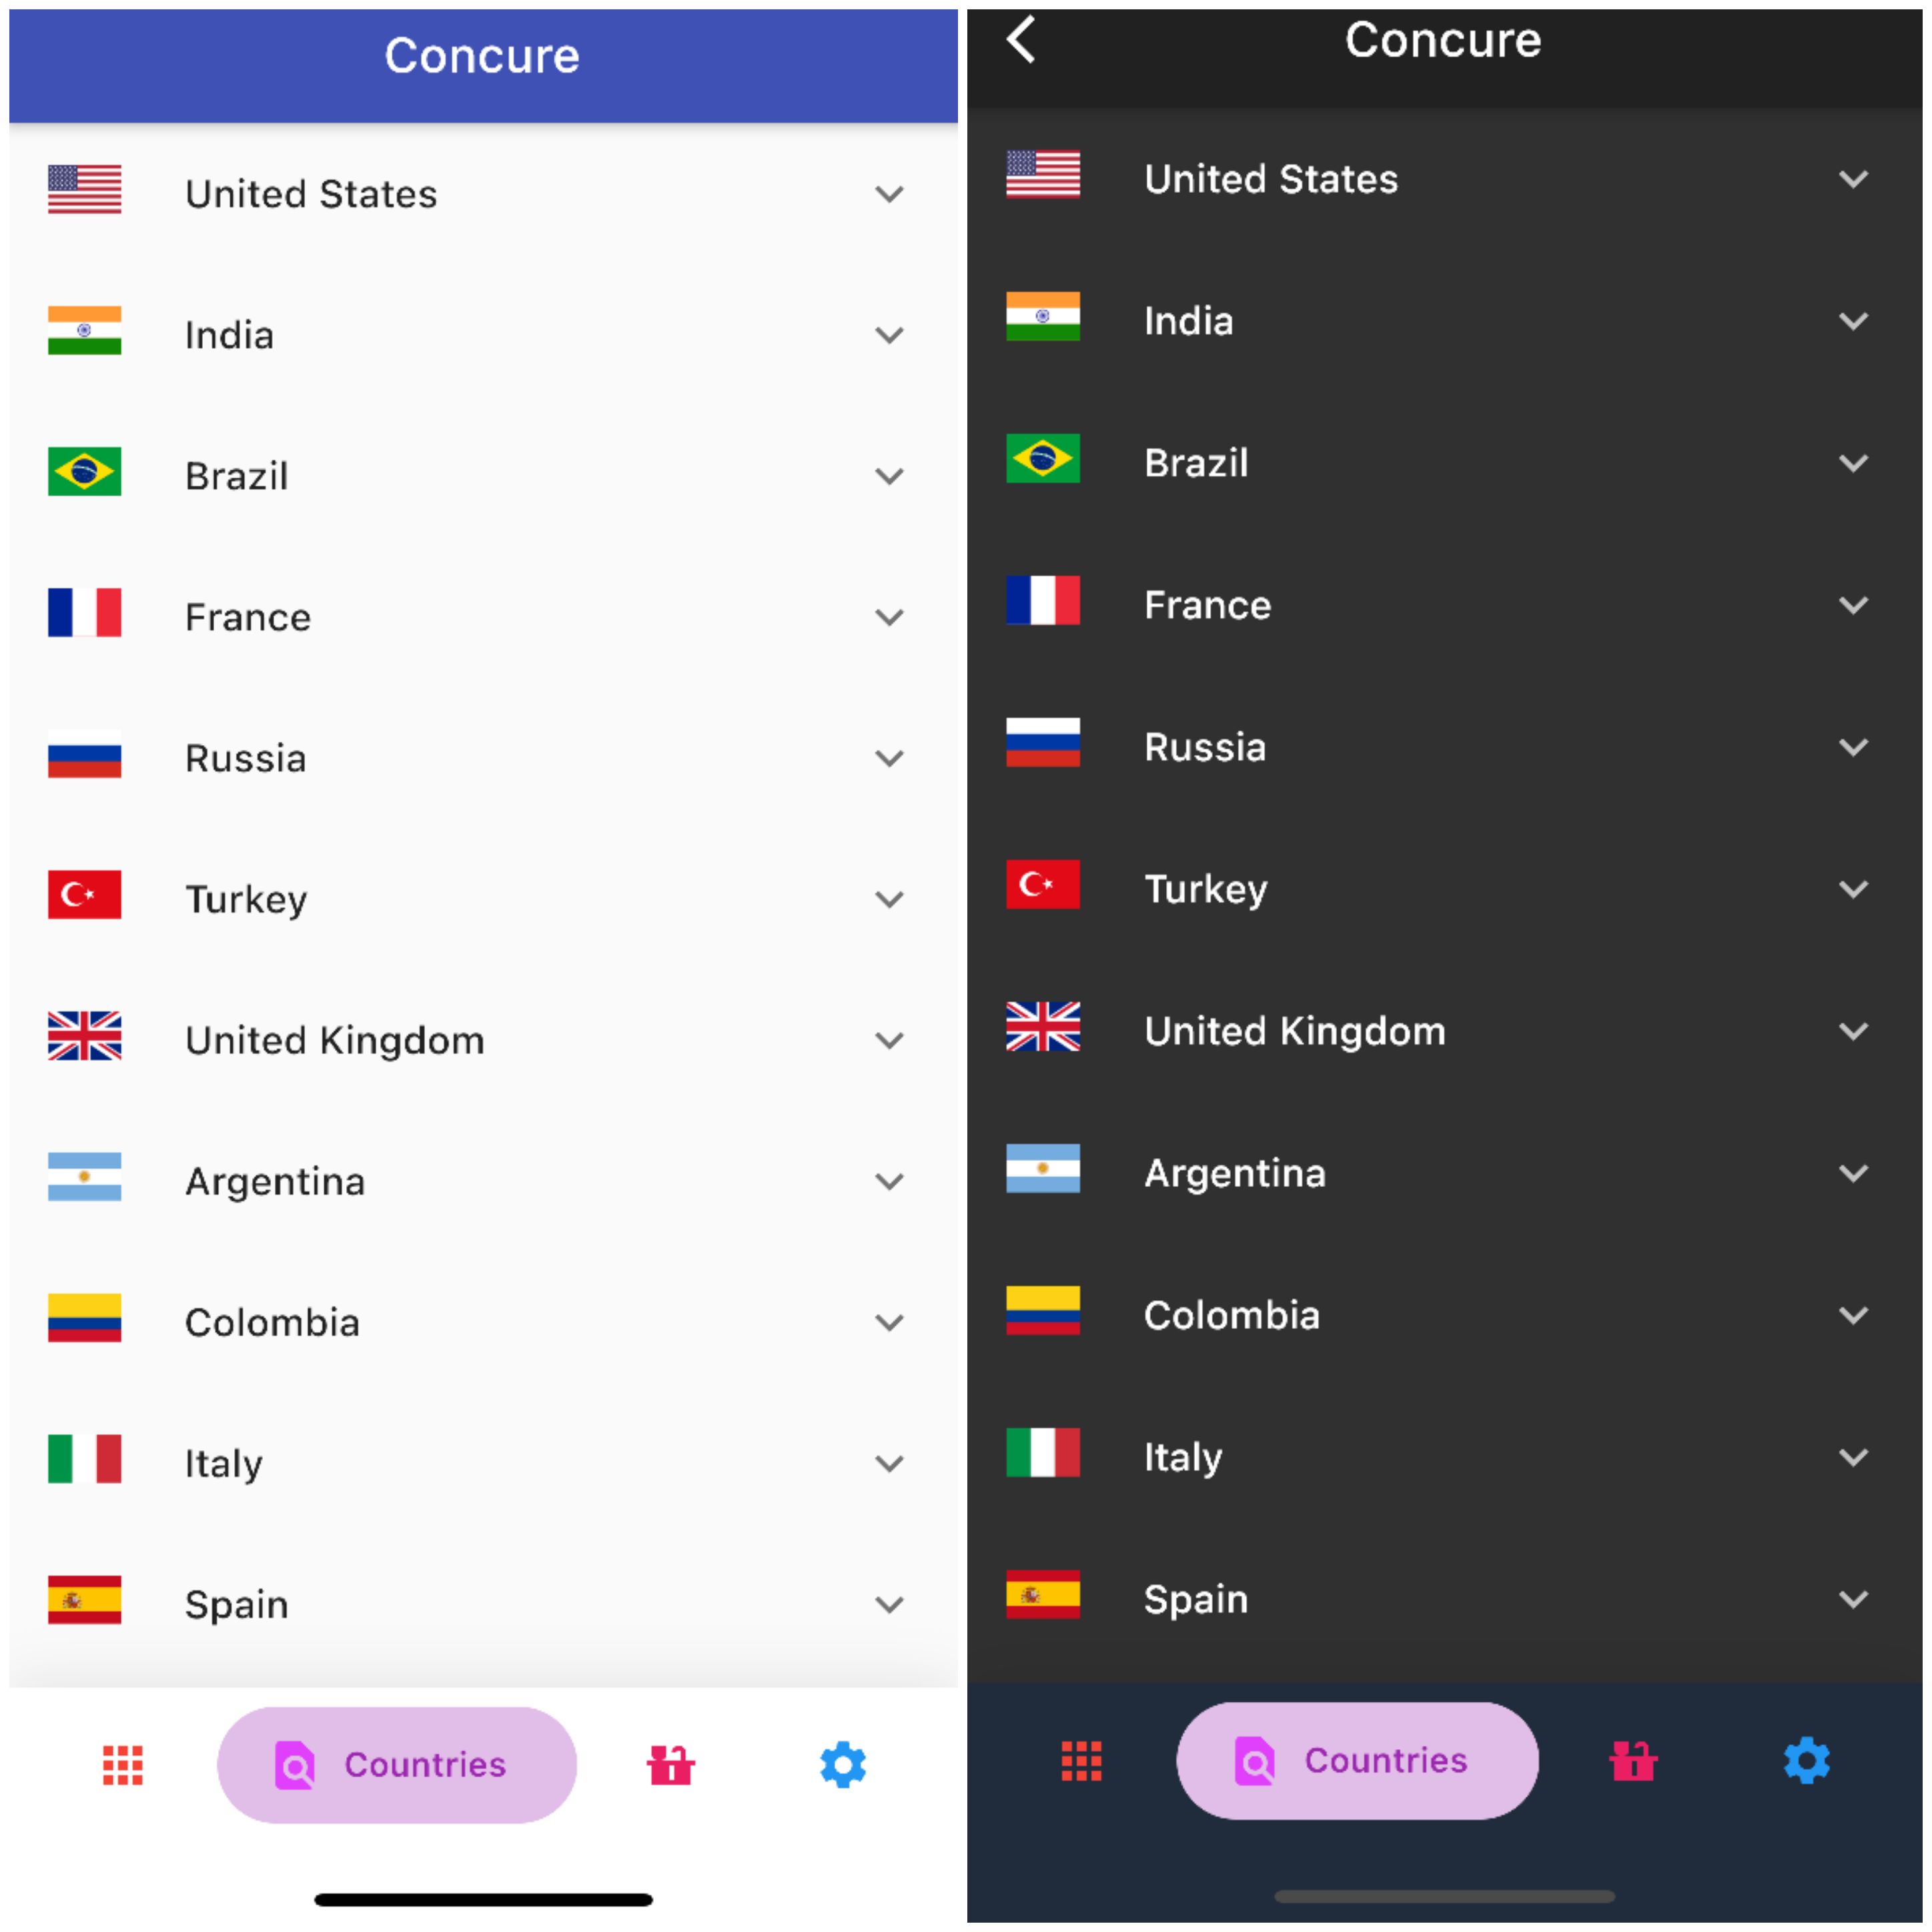 Concure
United States
India
Brazil
France
Russia
Turkey
United Kingdom
Argentina
Colombia
Italy
Spain
Countries
Concure
United States
India
Brazil
France
Russia
Turkey
United Kingdom
Argentina
Colombia
Italy
Spain
Countries